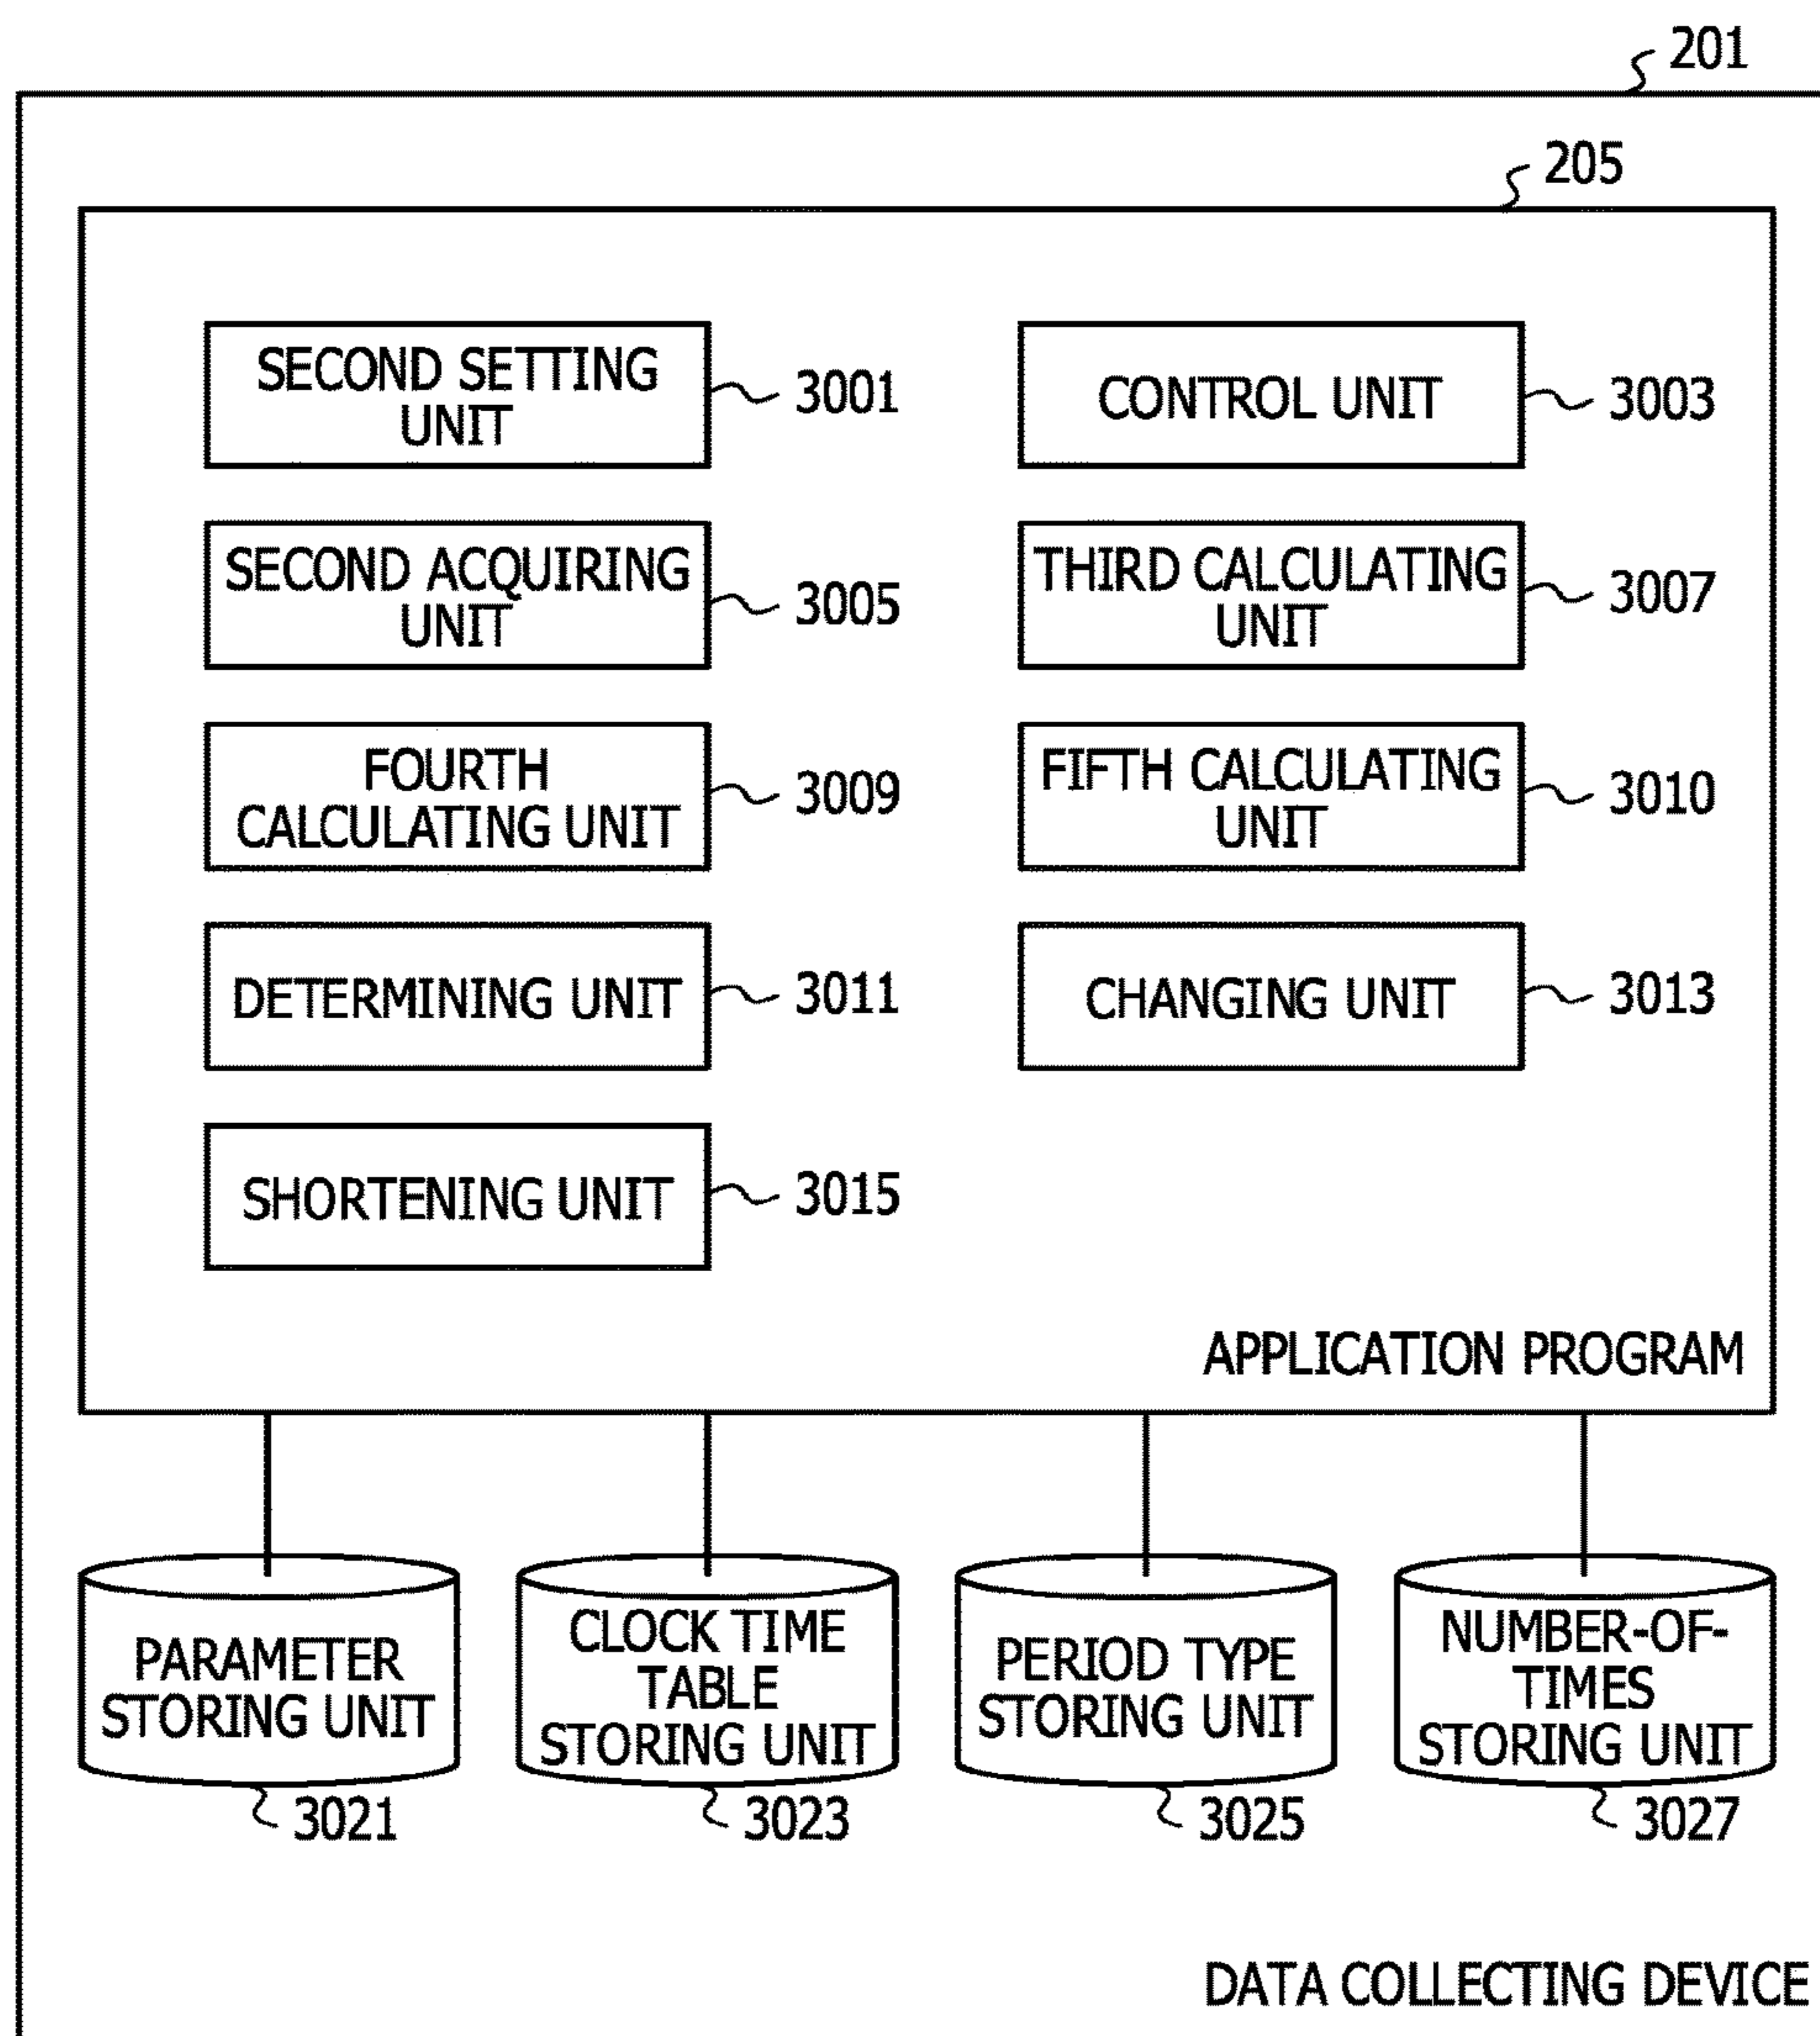 201
205
SECOND SETTING
UNIT
3001
CONTROL UNIT
3003
SECOND ACQUIRING
UNIT
3005
THIRD CALCULATING
UNIT
3007
FOURTH
CALCULATING UNIT
3009
FIFTH CALCULATING
UNIT
3010
DETERMINING UNIT
3011
CHANGING UNIT
3013
SHORTENING UNIT
3015
APPLICATION PROGRAM
PARAMETER
STORING UNIT
3021
CLOCK TIME
TABLE
STORING UNIT
3023
PERIOD TYPE
STORING UNIT
3025
NUMBER-OF-
TIMES
STORING UNIT
3027
DATA COLLECTING DEVICE